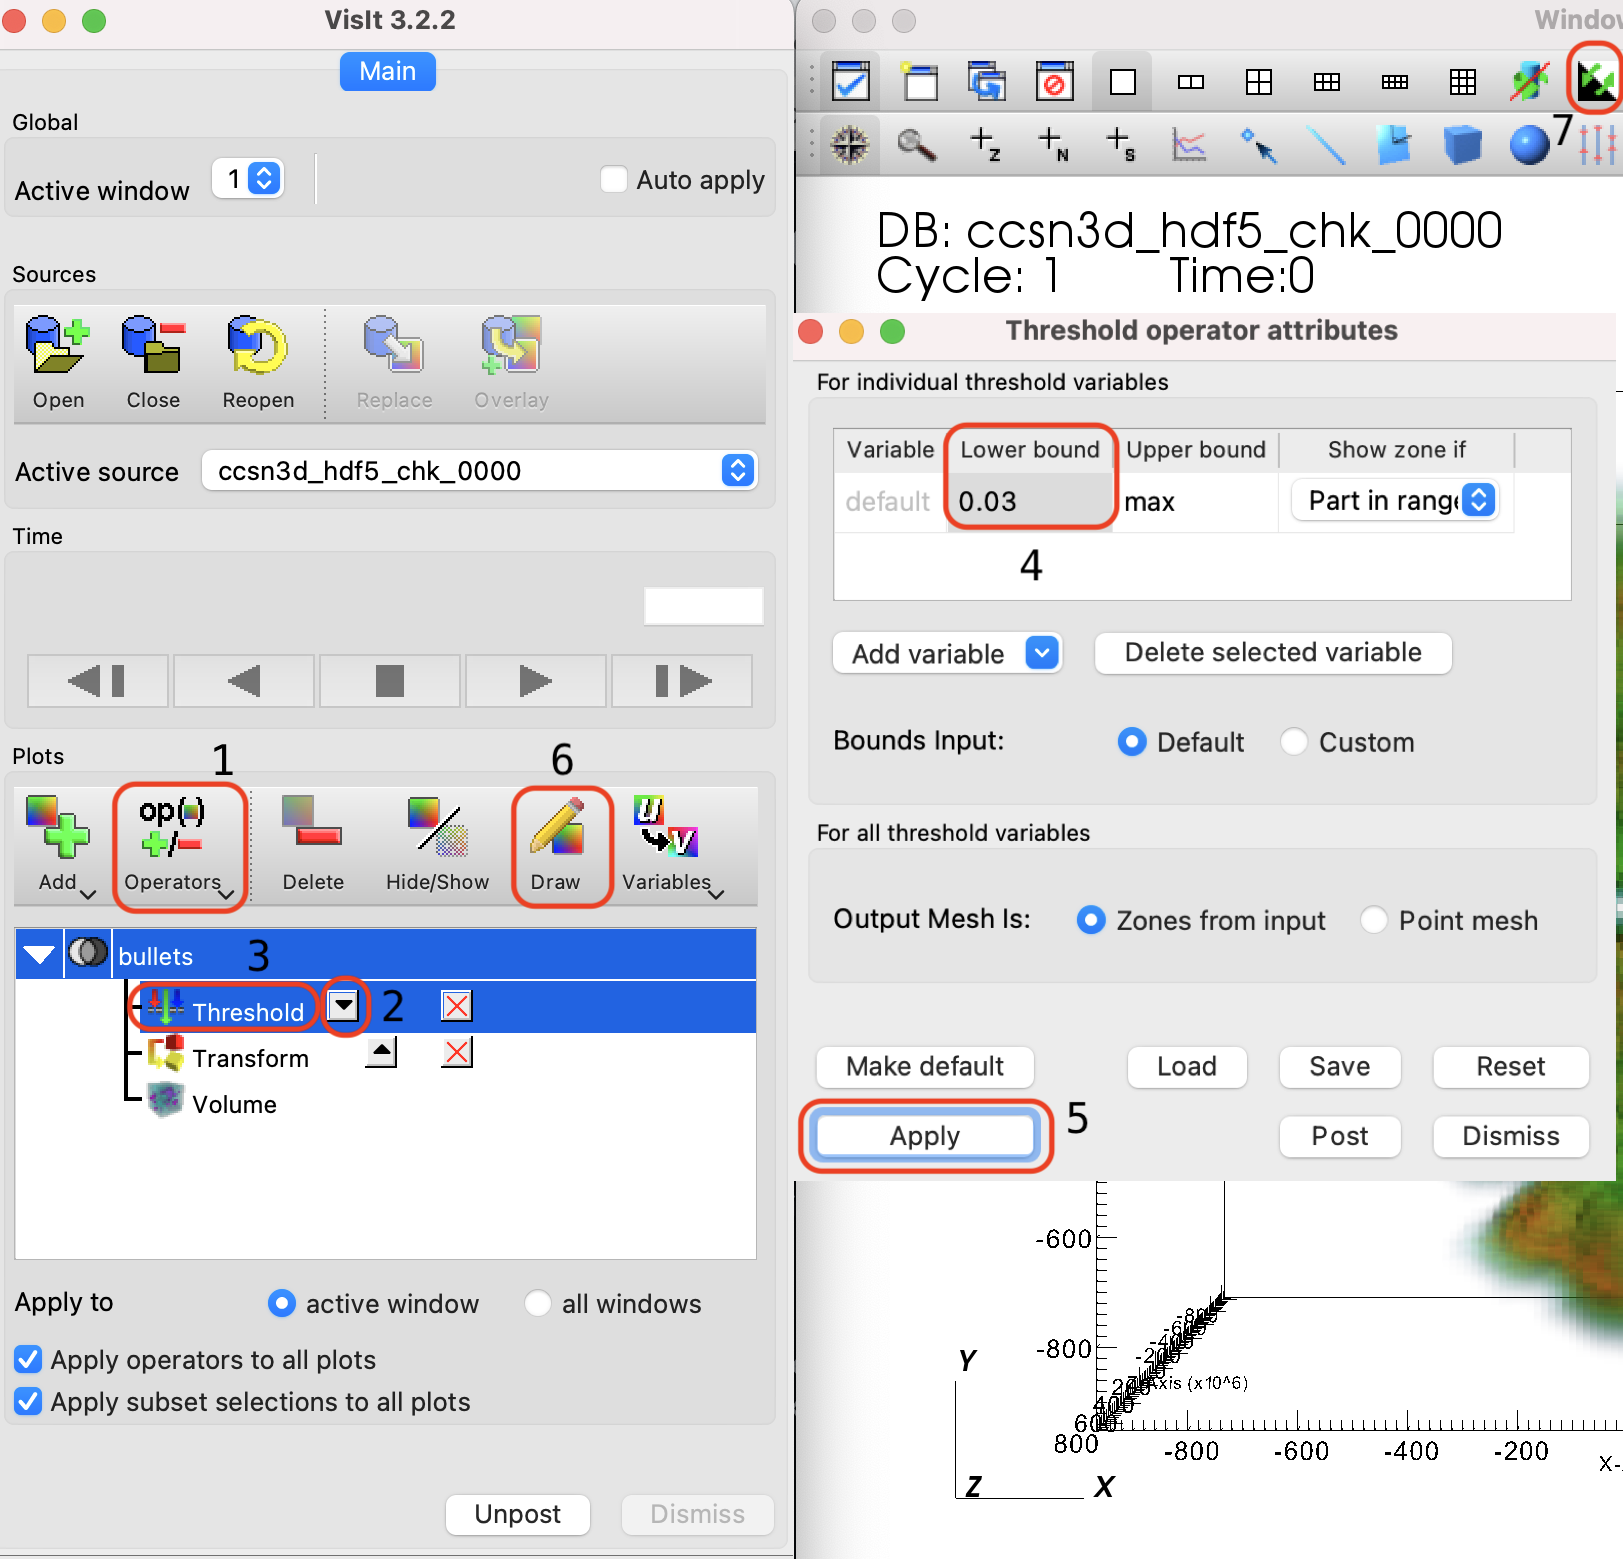 VisIt 3.2.2
Main
Global
Active window 1
Auto apply
Sources
Open Close Reopen Replace Overlay
Active source ccsn3d_hdf5_chk_0000
Time
Plots 1 6
op( )
+/-
u
v
Add Operators Delete Hide/Show Draw Variables
bullets 3
Threshold 2
Transform
Volume
Apply to active window all windows
Apply operators to all plots
Apply subset selections to all plots
Unpost Dismiss
Z N S 7
DB: ccsn3d_hdf5_chk_0000
Cycle: 1 Time:0
Threshold operator attributes
For individual threshold variables
Variable Lower bound Upper bound Show zone if
default 0.03 max Part in range
4
Add variable Delete selected variable
Bounds Input: Default Custom
For all threshold variables
Output Mesh Is: Zones from input Point mesh
Make default Load Save Reset
Apply 5 Post Dismiss
-600
-800
Axis (x10^6)
800
-800 -600 -400 -200
X-
Y
Z X